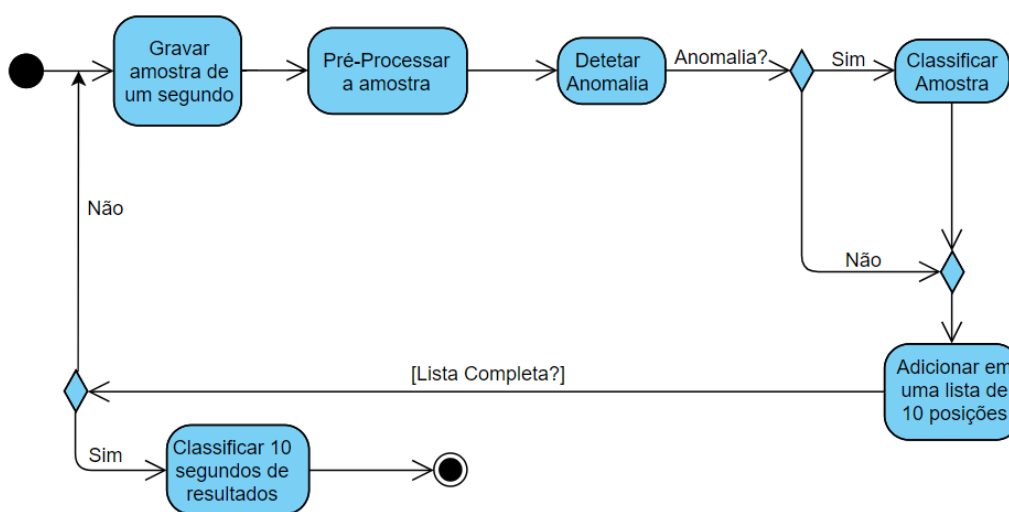 Gravar
amostra de
um segundo
Pré-Processar
a amostra
Detetar
Anomalia
Anomalia?
Sim
Classificar
Amostra
Não
Não
Adicionar em
uma lista de
10 posições
[Lista Completa?]
Sim
Classificar 10
segundos de
resultados